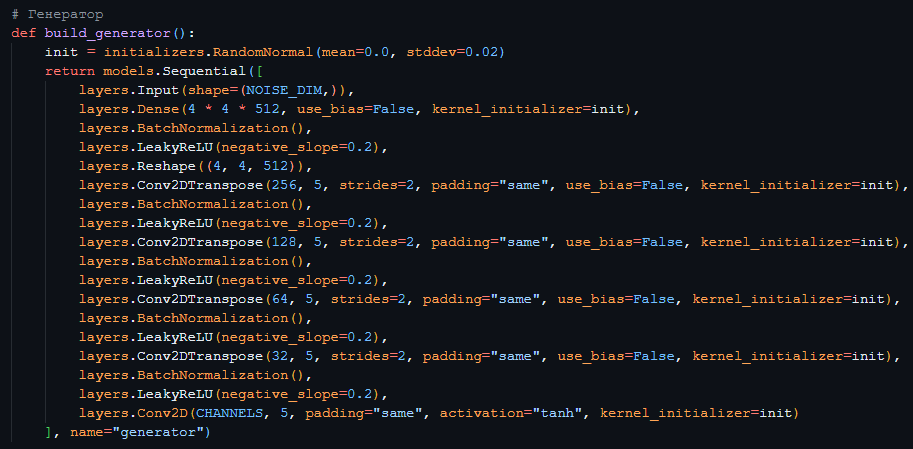 # Генератор
def build_generator():
    init = initializers.RandomNormal(mean=0.0, stddev=0.02)
    return models.Sequential([
        layers.Input(shape=(NOISE_DIM,)),
        layers.Dense(4 * 4 * 512, use_bias=False, kernel_initializer=init),
        layers.BatchNormalization(),
        layers.LeakyReLU(negative_slope=0.2),
        layers.Reshape((4, 4, 512)),
        layers.Conv2DTranspose(256, 5, strides=2, padding="same", use_bias=False, kernel_initializer=init),
        layers.BatchNormalization(),
        layers.LeakyReLU(negative_slope=0.2),
        layers.Conv2DTranspose(128, 5, strides=2, padding="same", use_bias=False, kernel_initializer=init),
        layers.BatchNormalization(),
        layers.LeakyReLU(negative_slope=0.2),
        layers.Conv2DTranspose(64, 5, strides=2, padding="same", use_bias=False, kernel_initializer=init),
        layers.BatchNormalization(),
        layers.LeakyReLU(negative_slope=0.2),
        layers.Conv2DTranspose(32, 5, strides=2, padding="same", use_bias=False, kernel_initializer=init),
        layers.BatchNormalization(),
        layers.LeakyReLU(negative_slope=0.2),
        layers.Conv2D(CHANNELS, 5, padding="same", activation="tanh", kernel_initializer=init)
    ], name="generator")